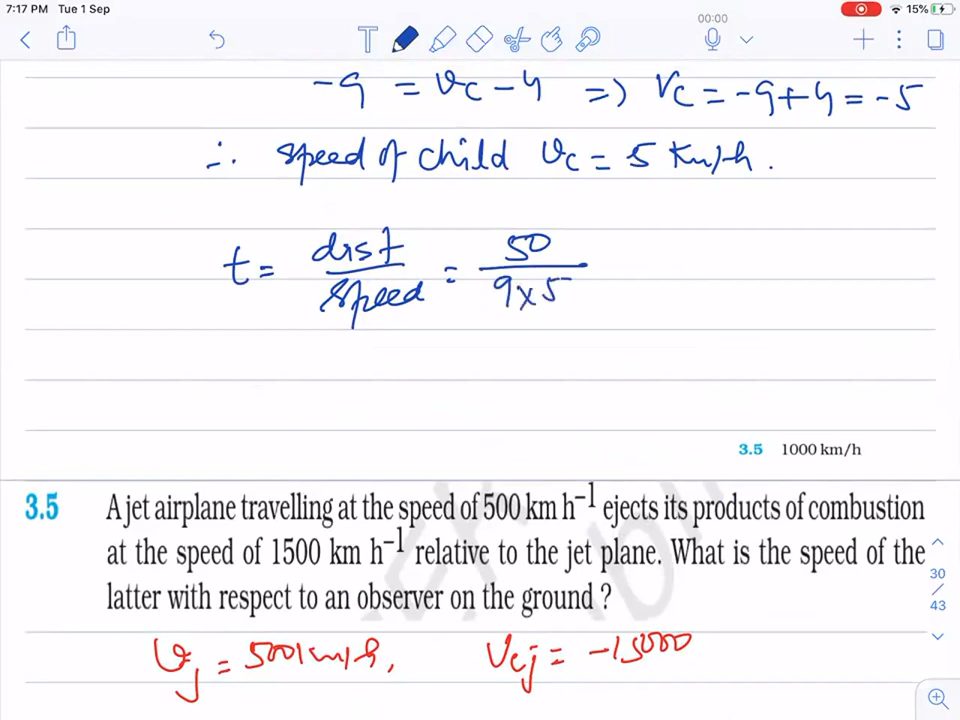 7:17 PM Tue 1 Sep
15%
00:00
-9 = vc - 4 => vc = -9+4 = -5
∴ speed of child vc = 5 km/h.
t = dist/speed = 50/9×5
3.5 1000 km/h
3.5 A jet airplane travelling at the speed of 500 km h⁻¹ ejects its products of combustion
at the speed of 1500 km h⁻¹ relative to the jet plane. What is the speed of the
latter with respect to an observer on the ground ?
30
/
43
vj = 500 km/h, vcj = -15000